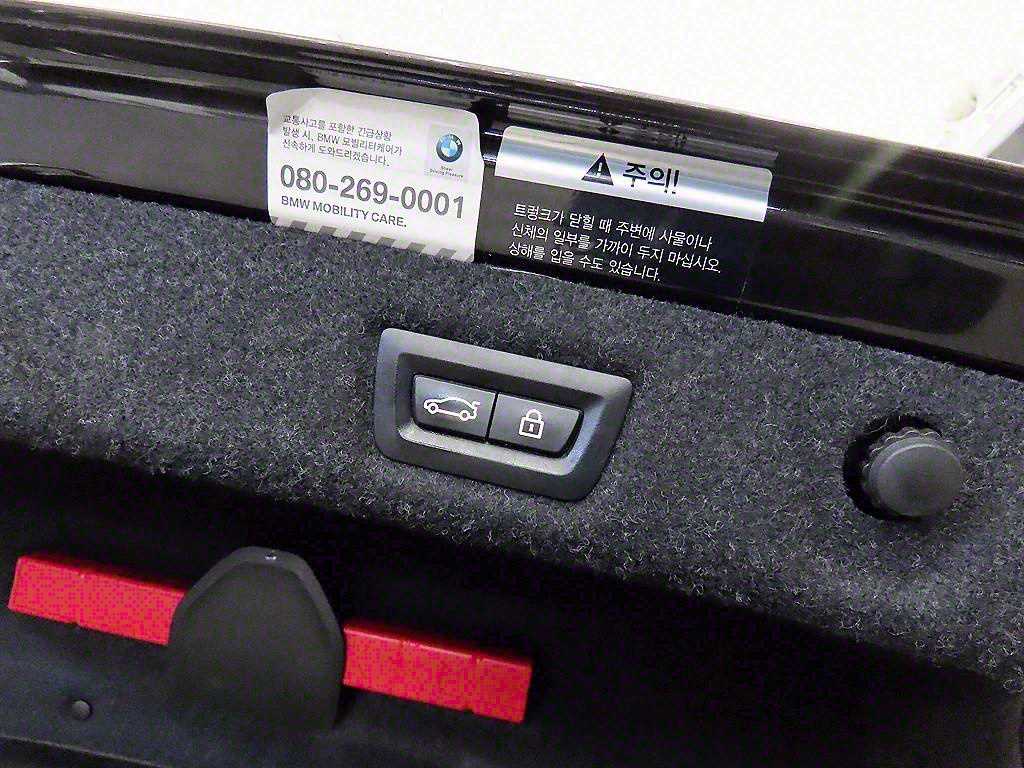 교통사고를 포함한 긴급상황
발생 시, BMW 모빌리티케어가
신속하게 도와드리겠습니다.
BMW
Sheer
Driving Pleasure
080-269-0001
BMW MOBILITY CARE.
주의!
트렁크가 닫힐 때 주변에 사물이나
신체의 일부를 가까이 두지 마십시오.
상해를 입을 수도 있습니다.